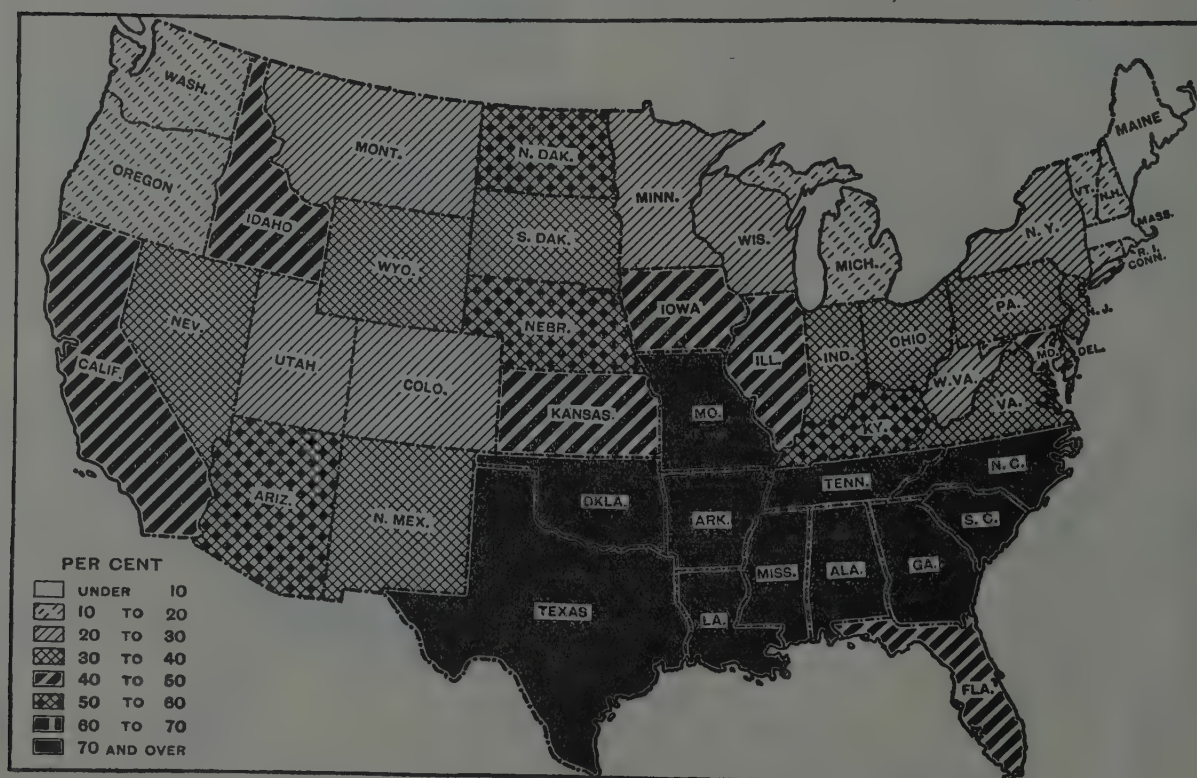 WASH.
OREGON
CALIF.
IDAHO
NEV.
MONT.
WYO.
UTAH
COLO.
ARIZ.
N. MEX.
N. DAK.
S. DAK.
NEBR.
KANSAS.
OKLA.
TEXAS
MINN.
IOWA
MO.
ARK.
LA.
WIS.
ILL.
MICH.
IND.
OHIO
KY.
TENN.
MISS.
ALA.
GA.
FLA.
S. C.
N. C.
VA.
W. VA.
MD.
DEL.
PA.
N. J.
N. Y.
VT.
N.H.
MAINE
MASS.
R. I.
CONN.
PER CENT
UNDER 10
10 TO 20
20 TO 30
30 TO 40
40 TO 50
50 TO 60
60 TO 70
70 AND OVER